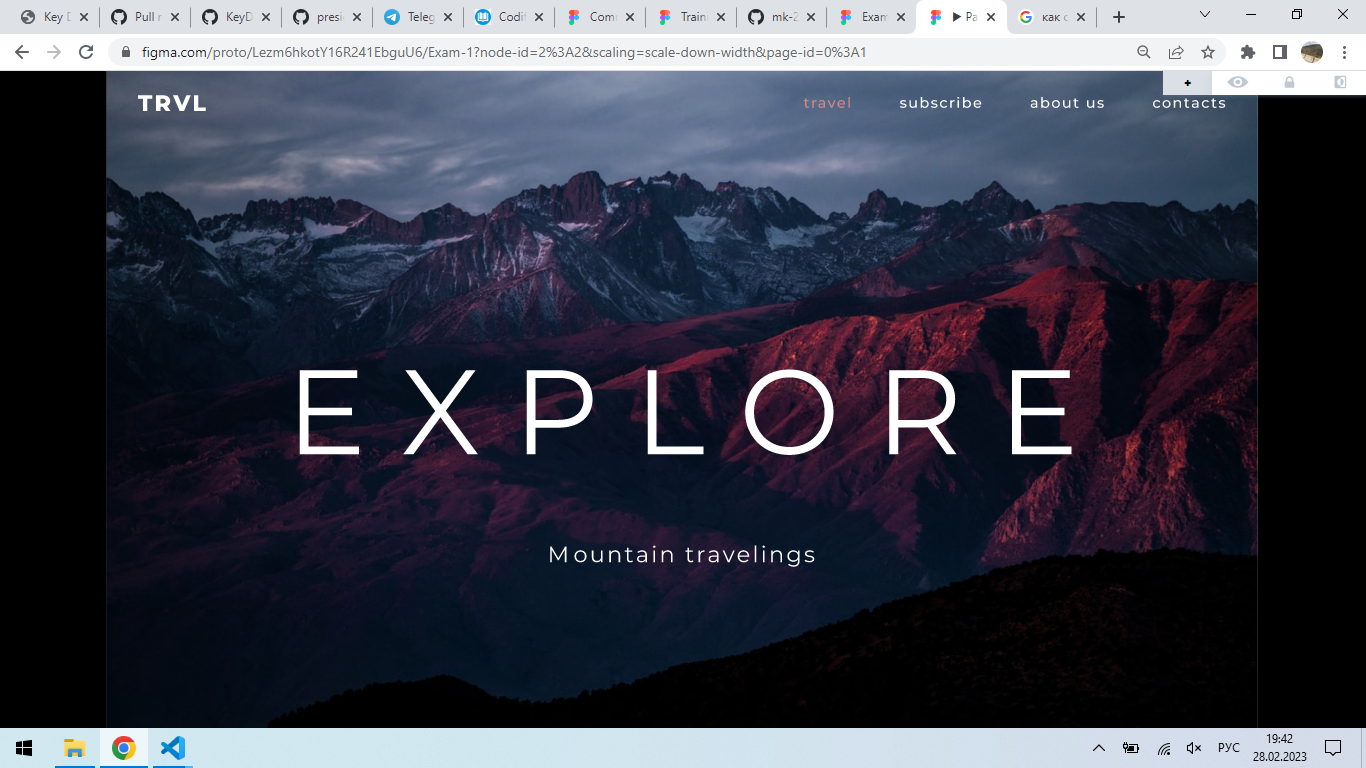 Key D
Pull r
KeyD
presi
Teleg
Codif
Com
Train
mk-2
Exam
▶ Pa
как с
figma.com/proto/Lezm6hkotY16R241EbguU6/Exam-1?node-id=2%3A2&scaling=scale-down-width&page-id=0%3A1
TRVL
travel
subscribe
about us
contacts
EXPLORE
Mountain travelings
РУС
19:42
28.02.2023